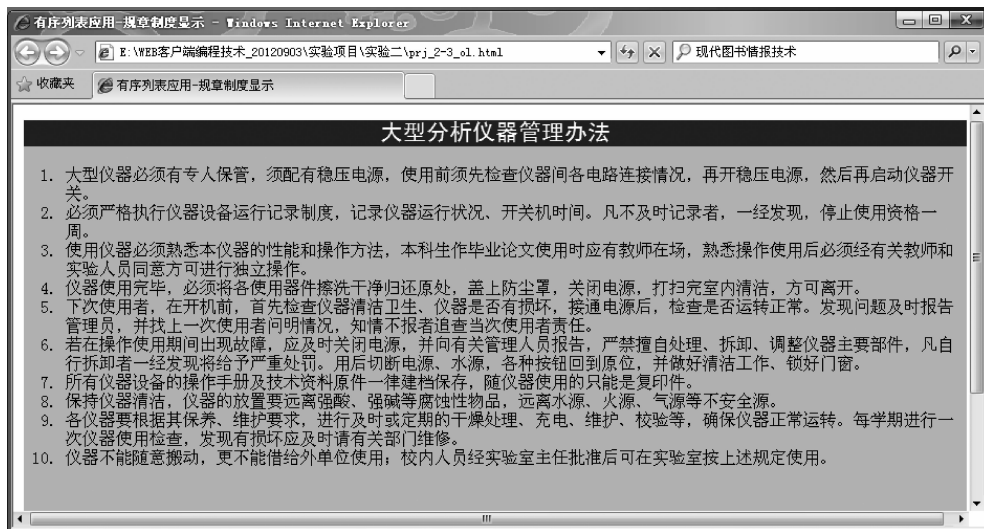 有序列表应用-规章制度显示 - Windows Internet Explorer
E:\WEB客户端编程技术_20120903\实验项目\实验二\prj_2-3_ol.html
现代图书情报技术
收藏夹
有序列表应用-规章制度显示
大型分析仪器管理办法
1. 大型仪器必须有专人保管，须配有稳压电源，使用前须先检查仪器间各电路连接情况，再开稳压电源，然后再启动仪器开
关。
2. 必须严格执行仪器设备运行记录制度，记录仪器运行状况、开关机时间。凡不及时记录者，一经发现，停止使用资格一
周。
3. 使用仪器必须熟悉本仪器的性能和操作方法，本科生作毕业论文使用时应有教师在场，熟悉操作使用后必须经有关教师和
实验人员同意方可进行独立操作。
4. 仪器使用完毕，必须将各使用器件擦洗干净归还原处，盖上防尘罩，关闭电源，打扫完室内清洁，方可离开。
5. 下次使用者，在开机前，首先检查仪器清洁卫生、仪器是否有损坏，接通电源后，检查是否运转正常。发现问题及时报告
管理员，并找上一次使用者问明情况，知情不报者追查当次使用者责任。
6. 若在操作使用期间出现故障，应及时关闭电源，并向有关管理人员报告，严禁擅自处理、拆卸、调整仪器主要部件，凡自
行拆卸者一经发现将给予严重处罚。用后切断电源、水源，各种按钮回到原位，并做好清洁工作、锁好门窗。
7. 所有仪器设备的操作手册及技术资料原件一律建档保存，随仪器使用的只能是复印件。
8. 保持仪器清洁，仪器的放置要远离强酸、强碱等腐蚀性物品，远离水源、火源、气源等不安全源。
9. 各仪器要根据其保养、维护要求，进行及时或定期的干燥处理、充电、维护、校验等，确保仪器正常运转。每学期进行一
次仪器使用检查，发现有损坏应及时请有关部门维修。
10. 仪器不能随意搬动，更不能借给外单位使用；校内人员经实验室主任批准后可在实验室按上述规定使用。